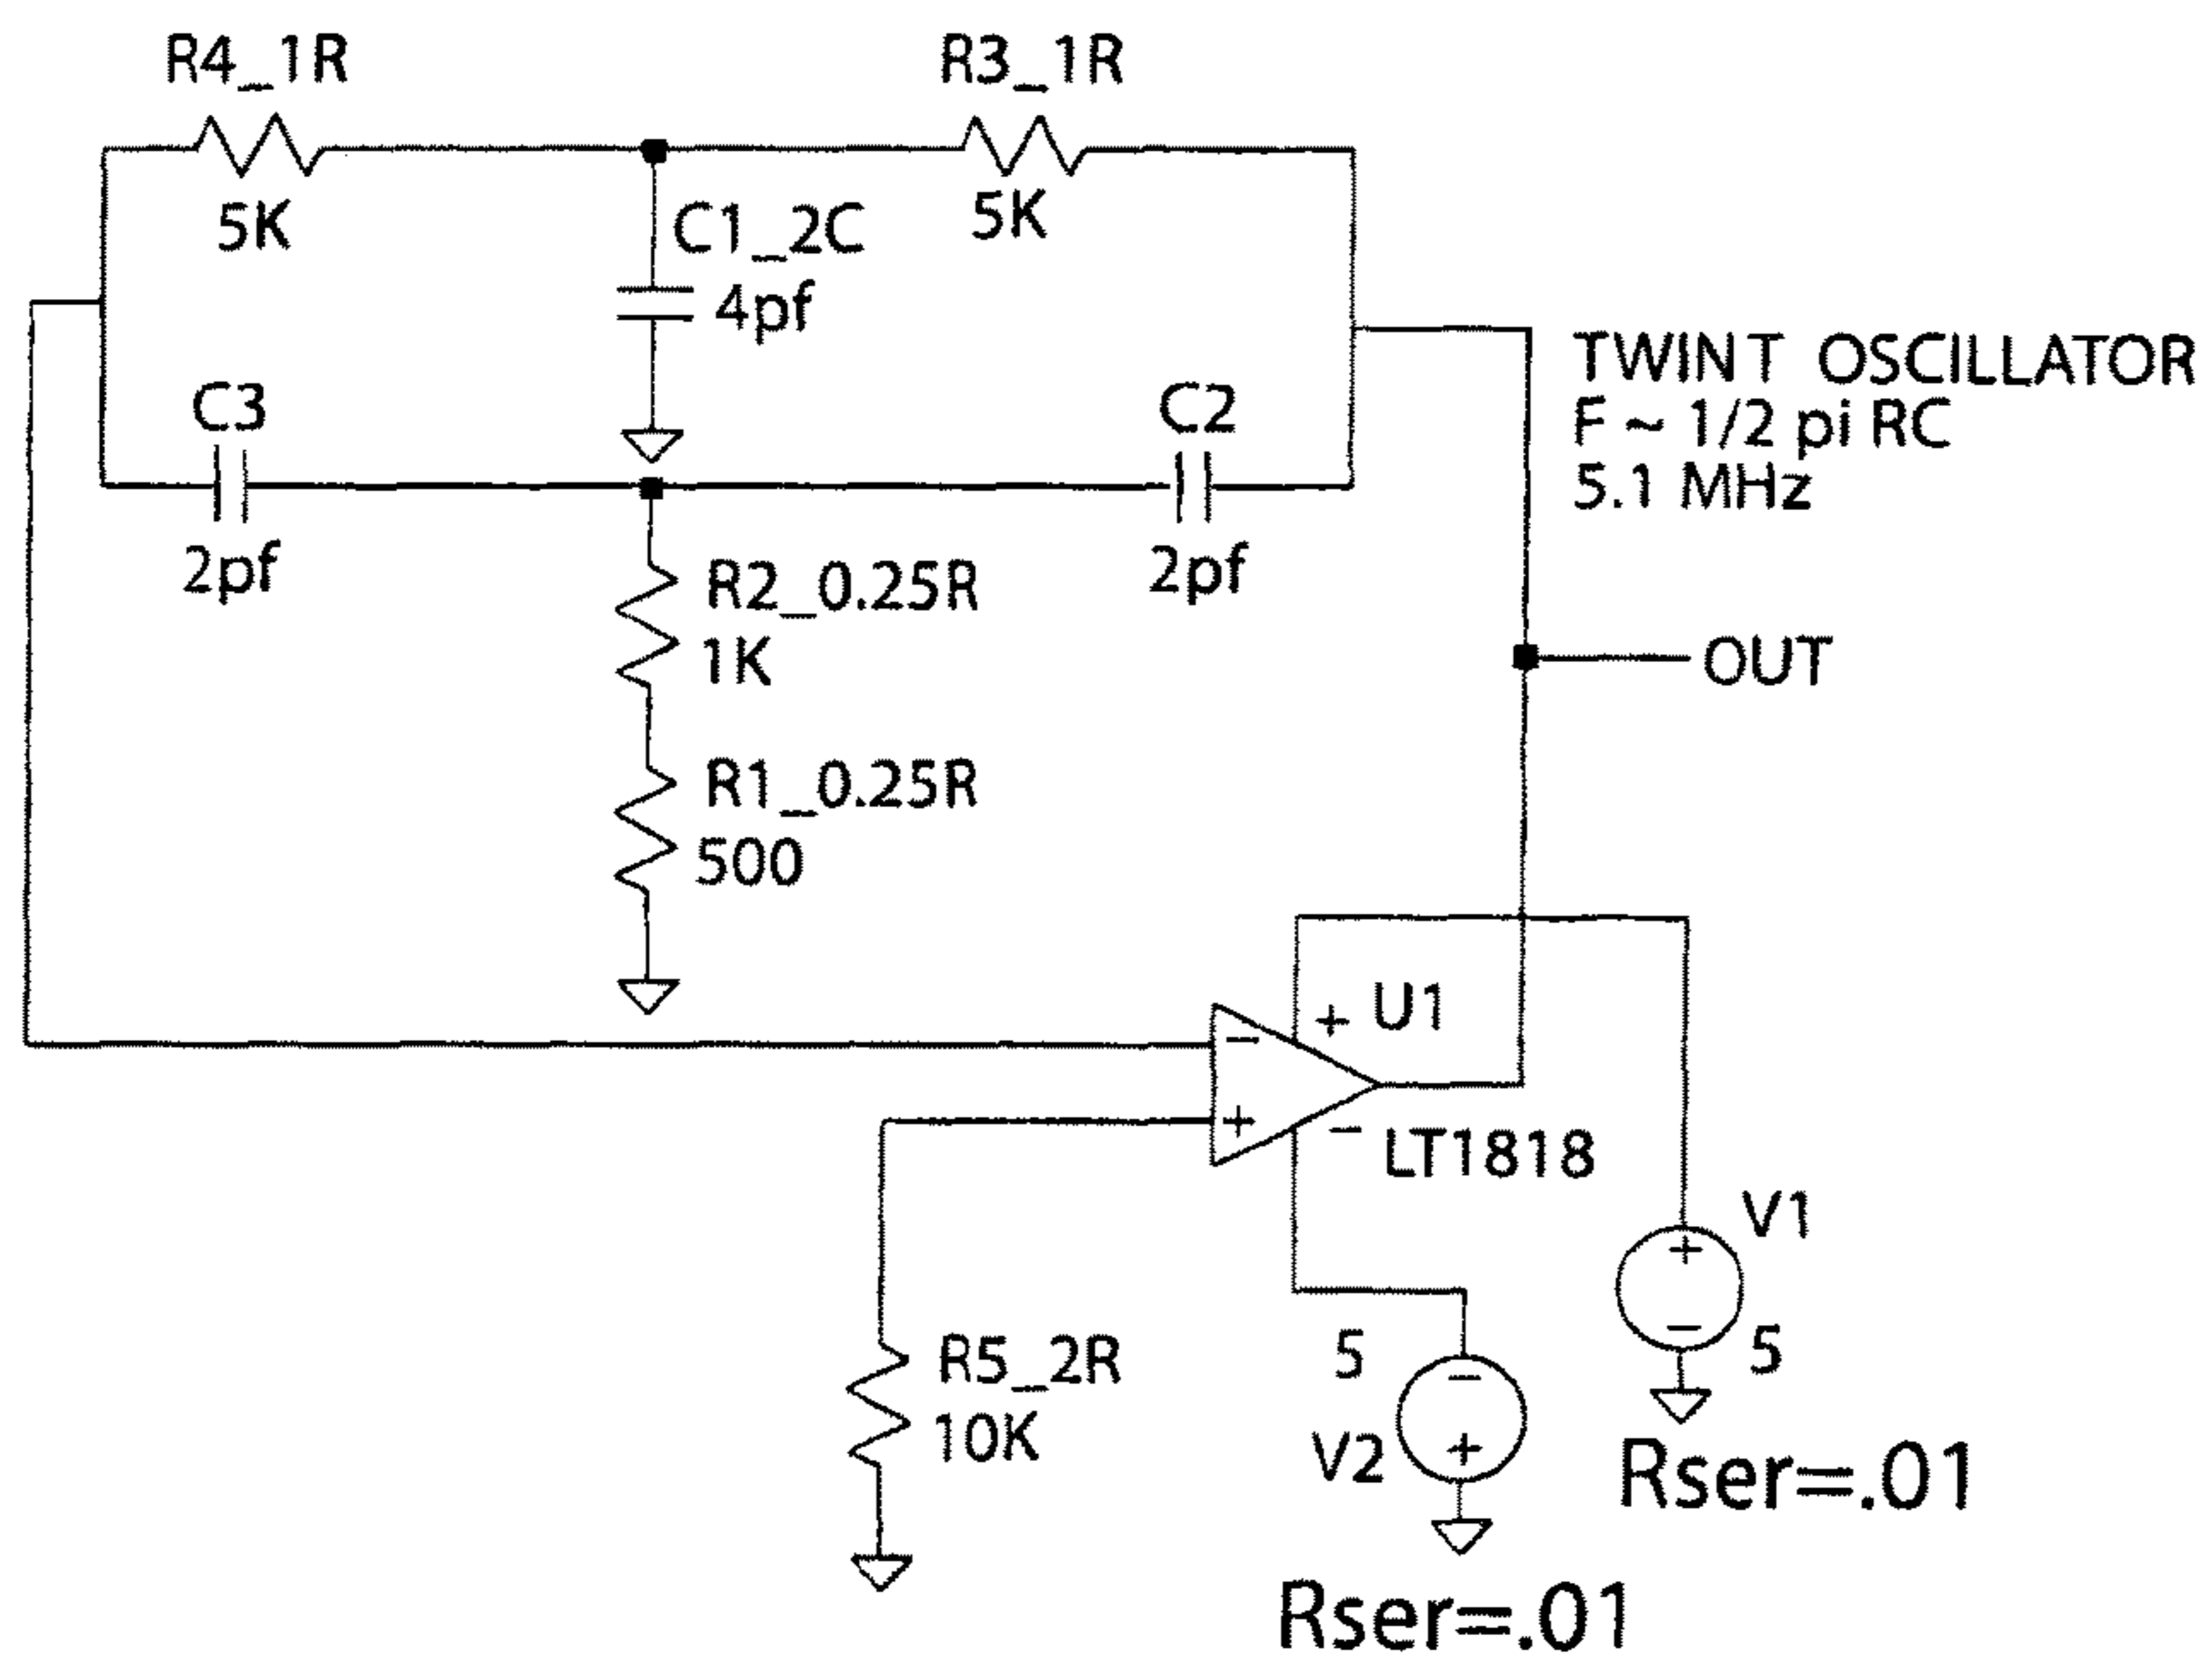 R4_1R
R3_1R
5K
C1_2C
5K
4pf
TWIN T OSCILLATOR
F ~ 1/2 pi RC
5.1 MHz
C3
C2
2pf
2pf
R2_0.25R
1K
OUT
R1_0.25R
500
U1
+
-
+
-
LT1818
V1
+
-
5
R5_2R
10K
5
-
V2
+
Rser=.01
Rser=.01